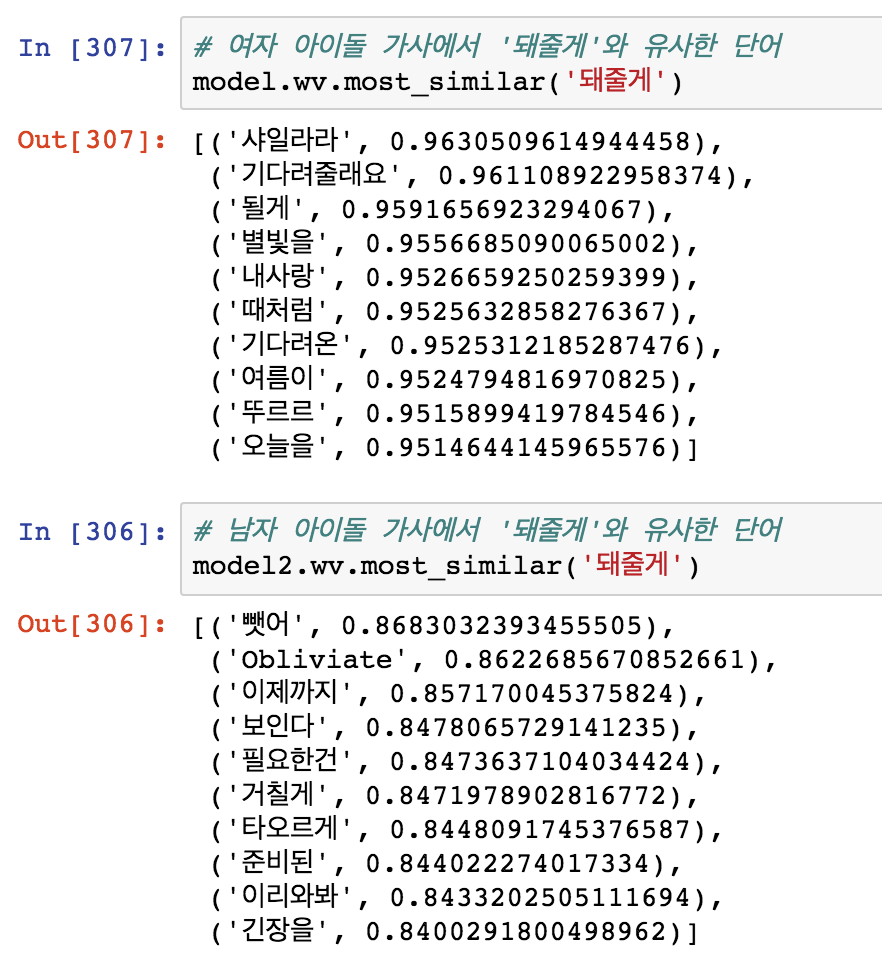 In [307]: # 여자 아이돌 가사에서 '돼줄게'와 유사한 단어
model.wv.most_similar('돼줄게')
Out[307]: [('샤일라라', 0.9630509614944458),
('기다려줄래요', 0.961108922958374),
('될게', 0.9591656923294067),
('별빛을', 0.9556685090065002),
('내사랑', 0.9526659250259399),
('때처럼', 0.9525632858276367),
('기다려온', 0.9525312185287476),
('여름이', 0.9524794816970825),
('뚜르르', 0.9515899419784546),
('오늘을', 0.9514644145965576)]
In [306]: # 남자 아이돌 가사에서 '돼줄게'와 유사한 단어
model2.wv.most_similar('돼줄게')
Out[306]: [('뺏어', 0.8683032393455505),
('Obliviate', 0.8622685670852661),
('이제까지', 0.857170045375824),
('보인다', 0.8478065729141235),
('필요한건', 0.8473637104034424),
('거칠게', 0.8471978902816772),
('타오르게', 0.8448091745376587),
('준비된', 0.844022274017334),
('이리와봐', 0.8433202505111694),
('긴장을', 0.8400291800498962)]